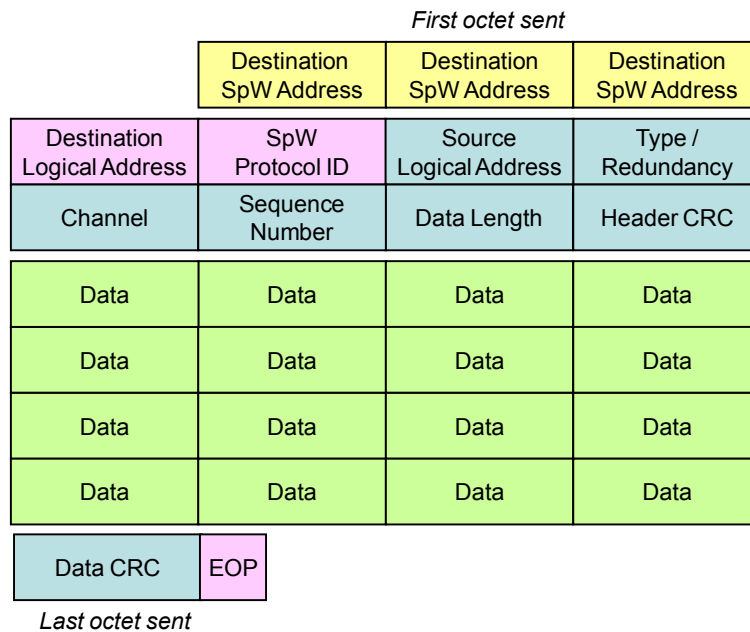 First octet sent
Destination Destination Destination
SpW Address SpW Address SpW Address
Destination SpW Source Type /
Logical Address Protocol ID Logical Address Redundancy
Channel Sequence Number Data Length Header CRC
Data Data Data Data
Data Data Data Data
Data Data Data Data
Data Data Data Data
Data CRC EOP
Last octet sent